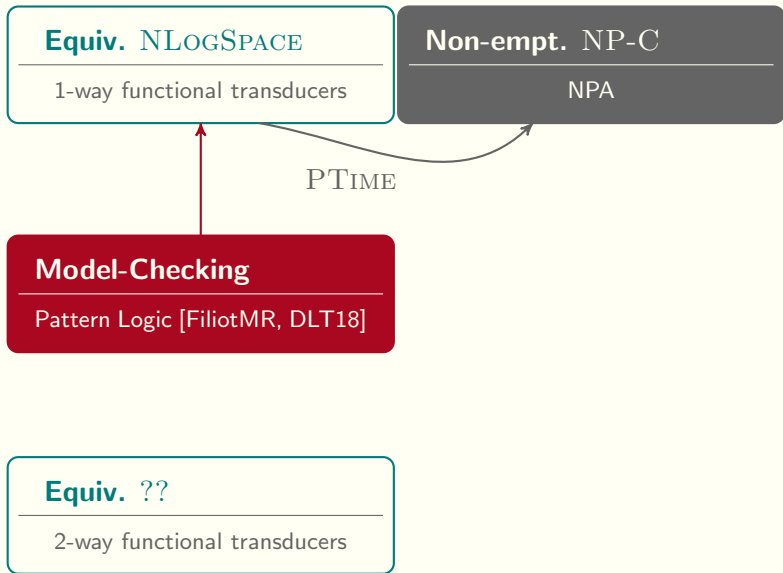 Equiv. NLOGSPACE
1-way functional transducers
Non-empt. NP-C
NPA
PTIME
Model-Checking
Pattern Logic [FiliotMR, DLT18]
Equiv. ??
2-way functional transducers